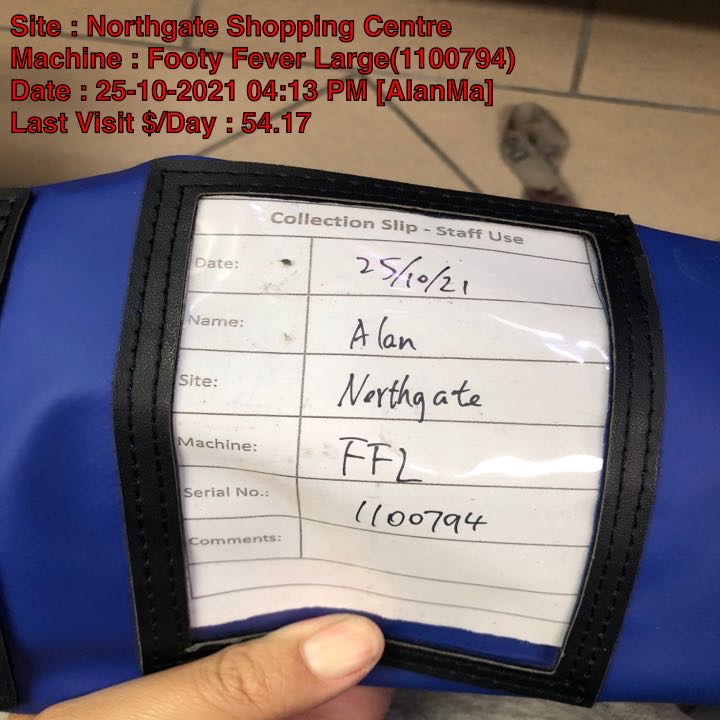 Site : Northgate Shopping Centre
Machine : Footy Fever Large(1100794)
Date : 25-10-2021 04:13 PM [AlanMa]
Last Visit $/Day : 54.17
Collection Slip - Staff Use
Date: 25/10/21
Name: Alan
Site: Northgate
Machine: FFL
Serial No.: 1100794
Comments: